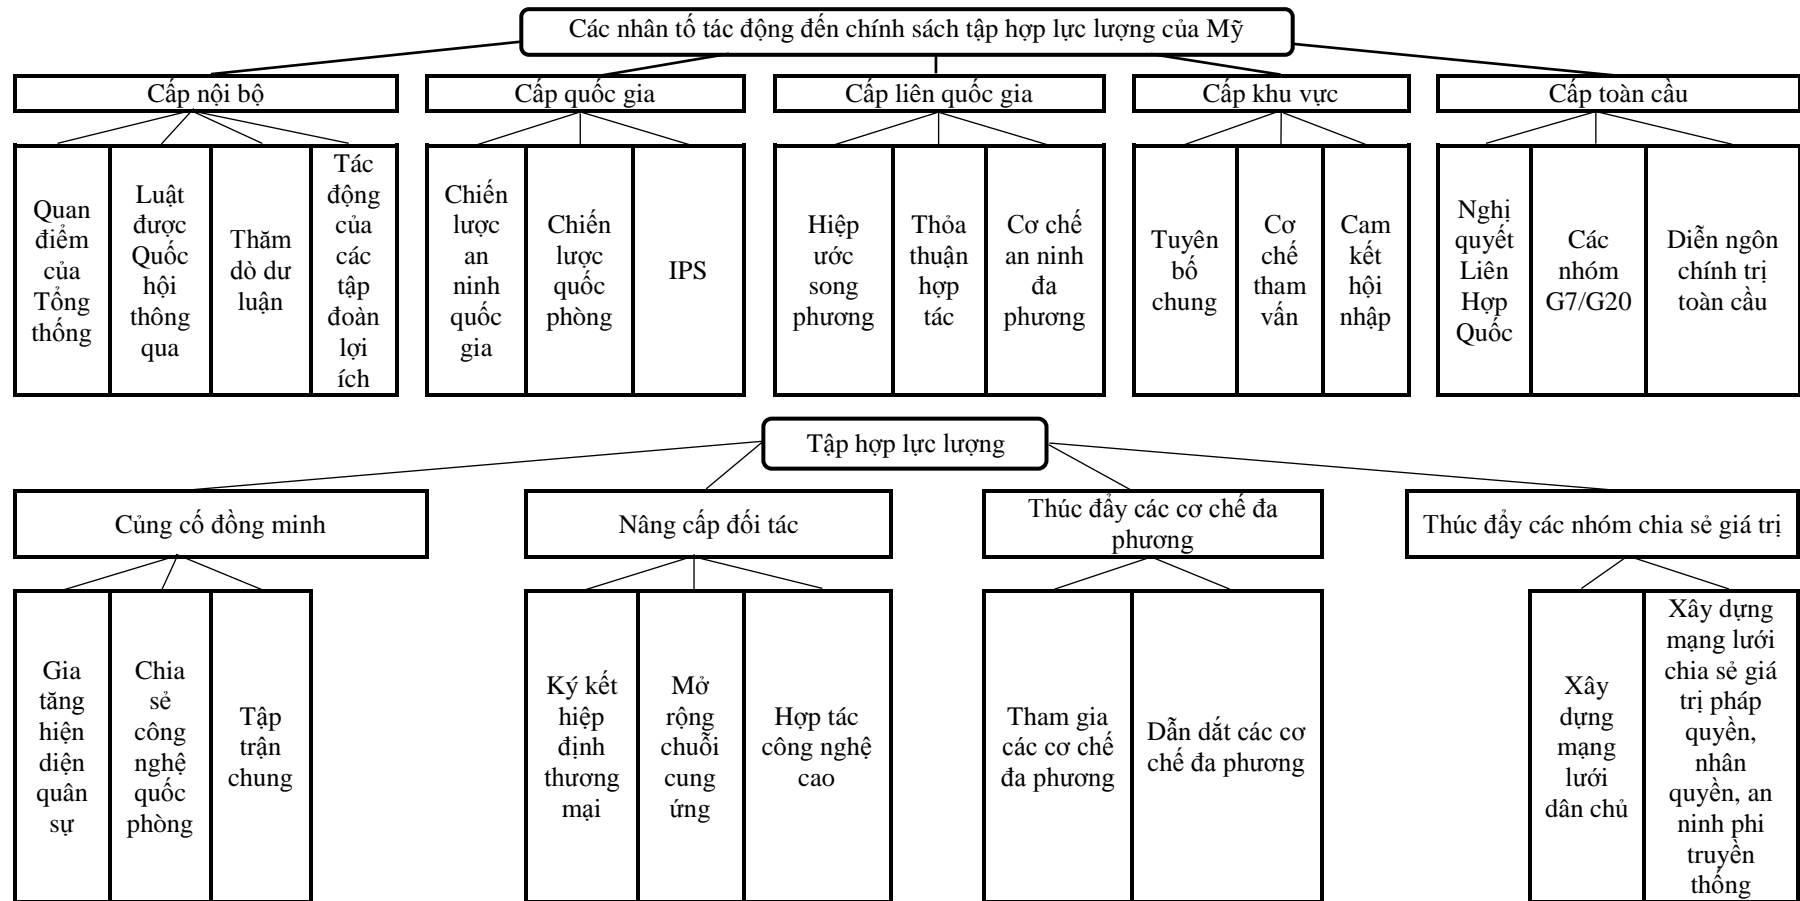 Các nhân tố tác động đến chính sách tập hợp lực lượng của Mỹ
Cấp nội bộ
Cấp quốc gia
Cấp liên quốc gia
Cấp khu vực
Cấp toàn cầu
Quan
điểm
của
Tổng
thống
Luật
được
Quốc
hội
thông
qua
Thăm
dò dư
luận
Tác
động
của
các
tập
đoàn
lợi
ích
Chiến
lược
an
ninh
quốc
gia
Chiến
lược
quốc
phòng
IPS
Hiệp
ước
song
phương
Thỏa
thuận
hợp
tác
Cơ chế
an ninh
đa
phương
Tuyên
bố
chung
Cơ
chế
tham
vấn
Cam
kết
hội
nhập
Nghị
quyết
Liên
Hợp
Quốc
Các
nhóm
G7/G20
Diễn ngôn
chính trị
toàn cầu
Tập hợp lực lượng
Củng cố đồng minh
Nâng cấp đối tác
Thúc đẩy các cơ chế đa
phương
Thúc đẩy các nhóm chia sẻ giá trị
Gia
tăng
hiện
diện
quân
sự
Chia
sẻ
công
nghệ
quốc
phòng
Tập
trận
chung
Ký kết
hiệp
định
thương
mại
Mở
rộng
chuỗi
cung
ứng
Hợp tác
công nghệ
cao
Tham gia
các cơ chế
đa phương
Dẫn dắt các cơ
chế đa phương
Xây
dựng
mạng
lưới
dân chủ
Xây dựng
mạng lưới
chia sẻ giá
trị pháp
quyền,
nhân
quyền, an
ninh phi
truyền
thống